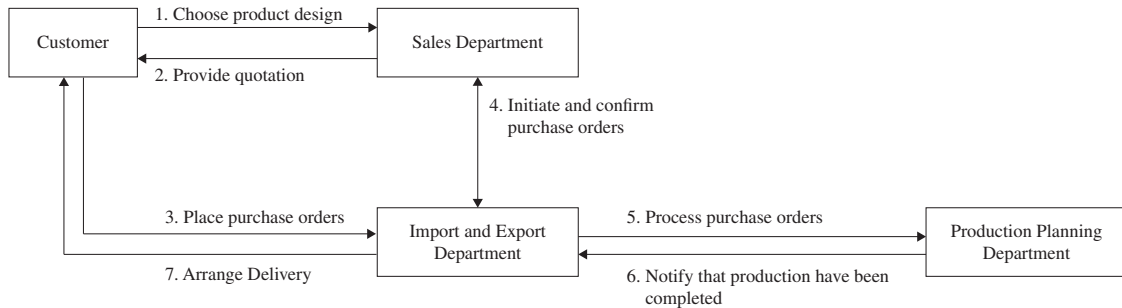 1. Choose product design
Customer
Sales Department
2. Provide quotation
4. Initiate and confirm
purchase orders
3. Place purchase orders
Import and Export
Department
5. Process purchase orders
Production Planning
Department
7. Arrange Delivery
6. Notify that production have been
completed